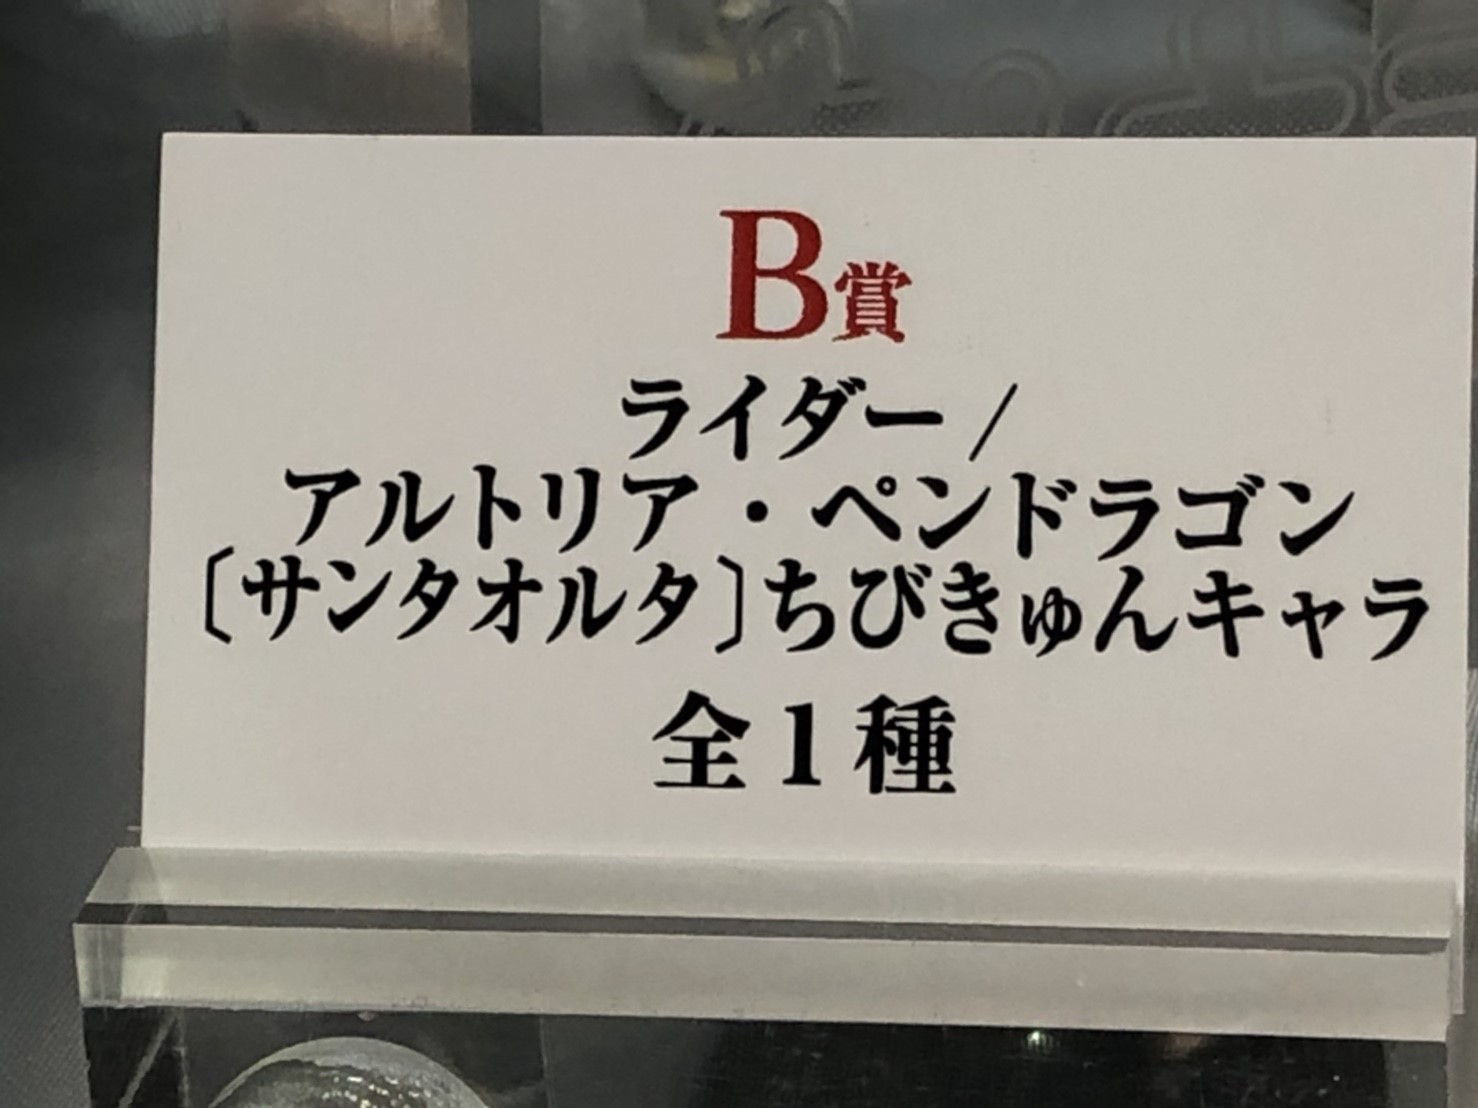 B賞
ライダー/
アルトリア・ペンドラゴン
〔サンタオルタ〕ちびきゅんキャラ
全1種